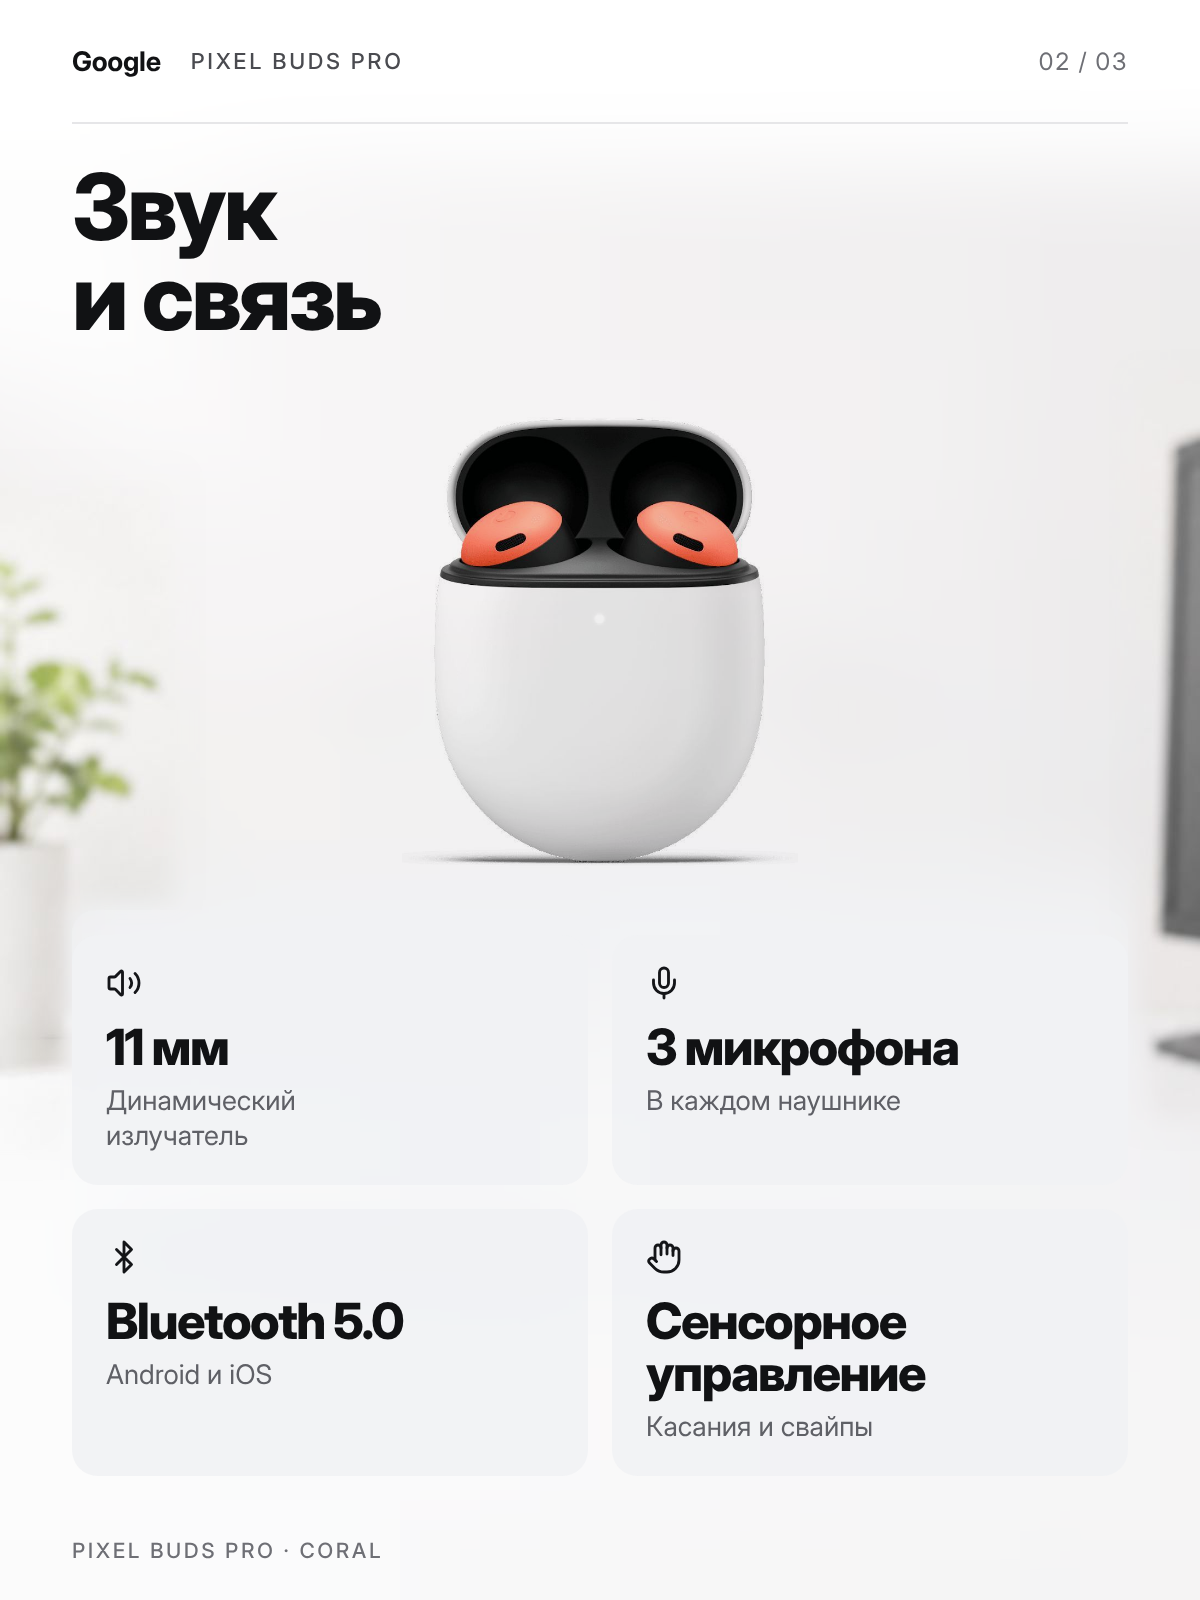 Google PIXEL BUDS PRO 02 / 03
Звук
и связь
11 мм
Динамический
излучатель
3 микрофона
В каждом наушнике
Bluetooth 5.0
Android и iOS
Сенсорное
управление
Касания и свайпы
PIXEL BUDS PRO · CORAL